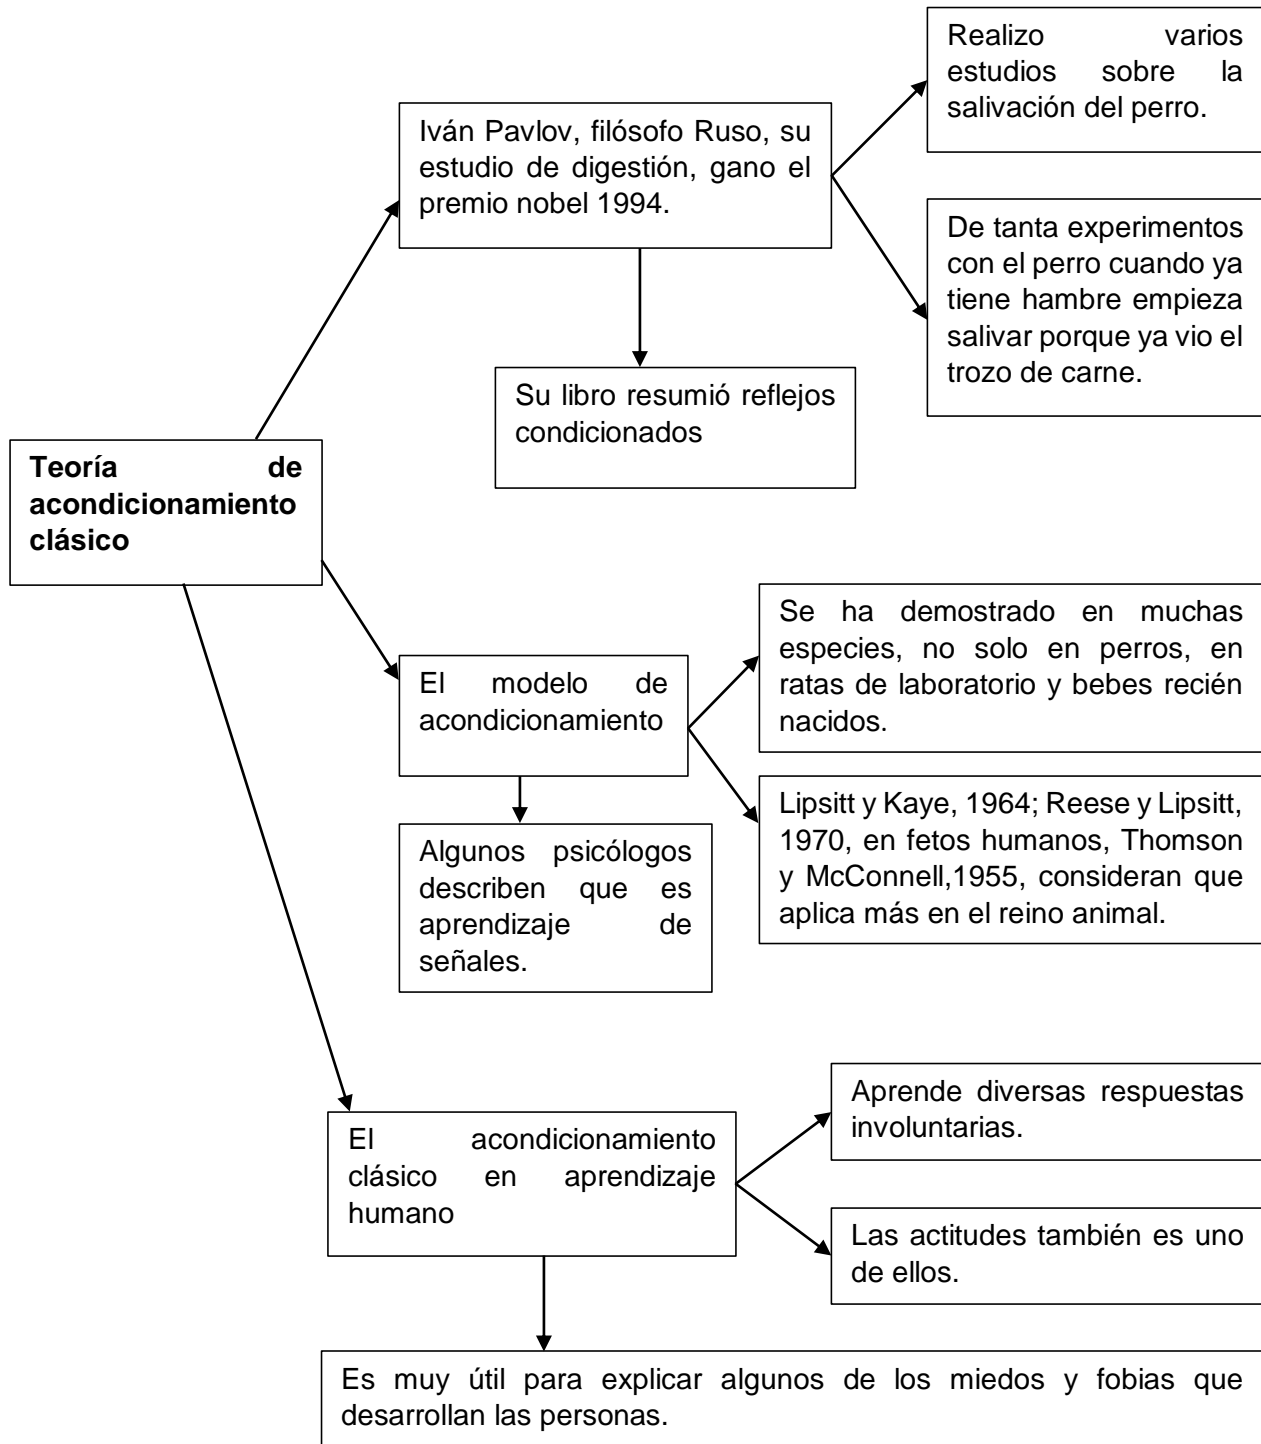 Teoría de
acondicionamiento
clásico
Iván Pavlov, filósofo Ruso, su
estudio de digestión, gano el
premio nobel 1994.
Realizo varios
estudios sobre la
salivación del perro.
De tanta experimentos
con el perro cuando ya
tiene hambre empieza
salivar porque ya vio el
trozo de carne.
Su libro resumió reflejos
condicionados
El modelo de
acondicionamiento
Se ha demostrado en muchas
especies, no solo en perros, en
ratas de laboratorio y bebes recién
nacidos.
Lipsitt y Kaye, 1964; Reese y Lipsitt,
1970, en fetos humanos, Thomson
y McConnell,1955, consideran que
aplica más en el reino animal.
Algunos psicólogos
describen que es
aprendizaje de
señales.
El acondicionamiento
clásico en aprendizaje
humano
Aprende diversas respuestas
involuntarias.
Las actitudes también es uno
de ellos.
Es muy útil para explicar algunos de los miedos y fobias que
desarrollan las personas.